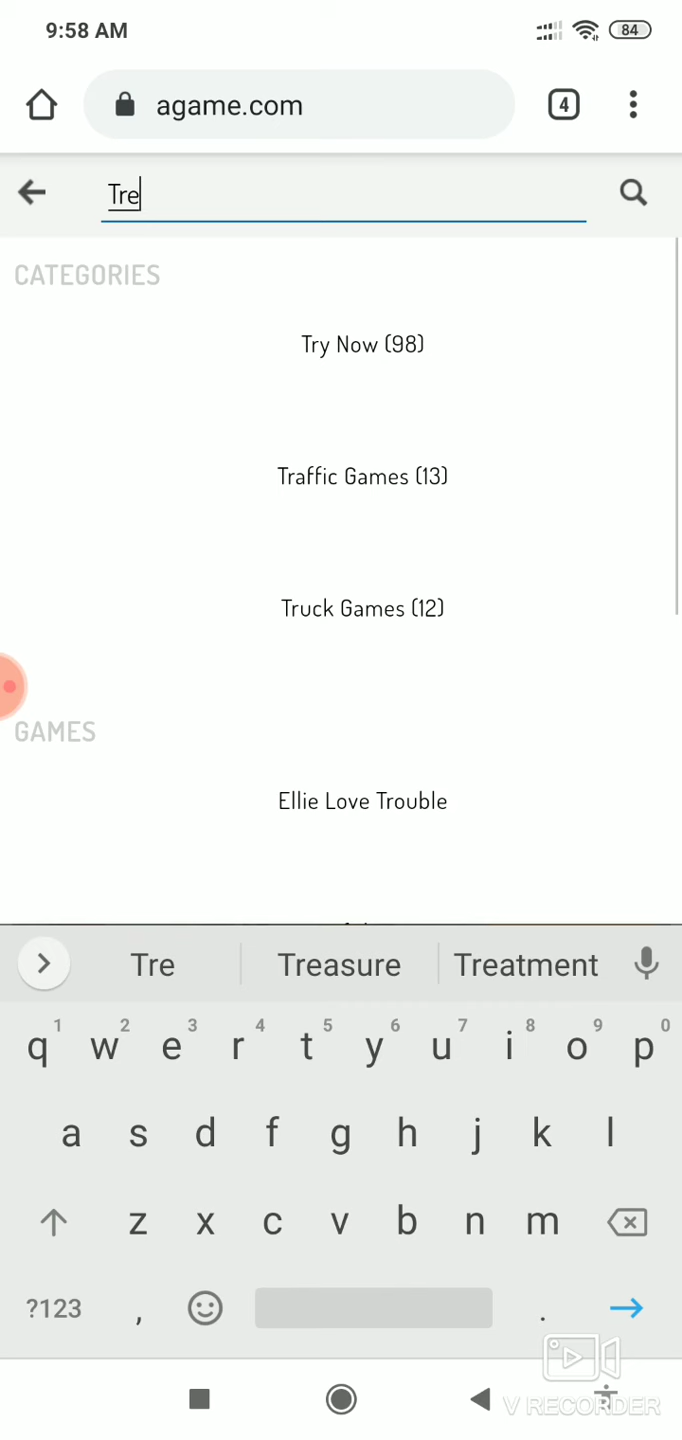 9:58 AM
84
agame.com
4
Tre
CATEGORIES
Try Now (98)
Traffic Games (13)
Truck Games (12)
GAMES
Ellie Love Trouble
Tre Treasure Treatment
1 2 3 4 5 6 7 8 9 0
q w e r t y u i o p
a s d f g h j k l
z x c v b n m
?123 , .
V RECORDER